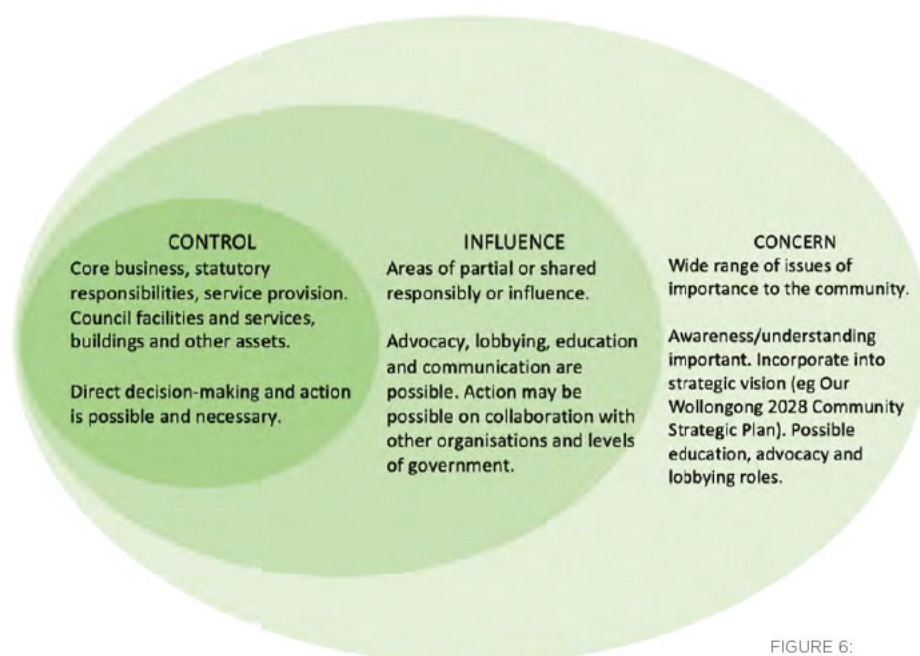 CONTROL
Core business, statutory
responsibilities, service provision.
Council facilities and services,
buildings and other assets.
Direct decision-making and action
is possible and necessary.
INFLUENCE
Areas of partial or shared
responsibly or influence.
Advocacy, lobbying, education
and communication are
possible. Action may be
possible on collaboration with
other organisations and levels
of government.
CONCERN
Wide range of issues of
importance to the community.
Awareness/understanding
important. Incorporate into
strategic vision (eg Our
Wollongong 2028 Community
Strategic Plan). Possible
education, advocacy and
lobbying roles.
FIGURE 6: